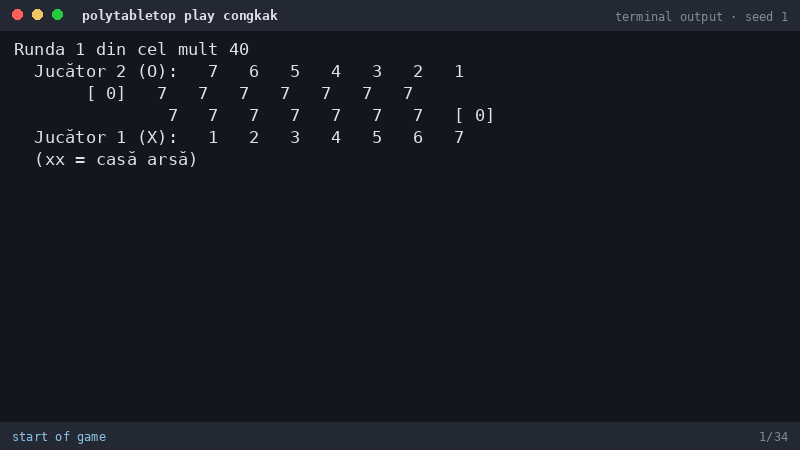 polytabletop play congkak
terminal output · seed 1
Runda 1 din cel mult 40
Jucător 2 (O): 7 6 5 4 3 2 1
[ 0] 7 7 7 7 7 7 7
7 7 7 7 7 7 7 [ 0]
Jucător 1 (X): 1 2 3 4 5 6 7
(xx = casă arsă)
start of game
1/34